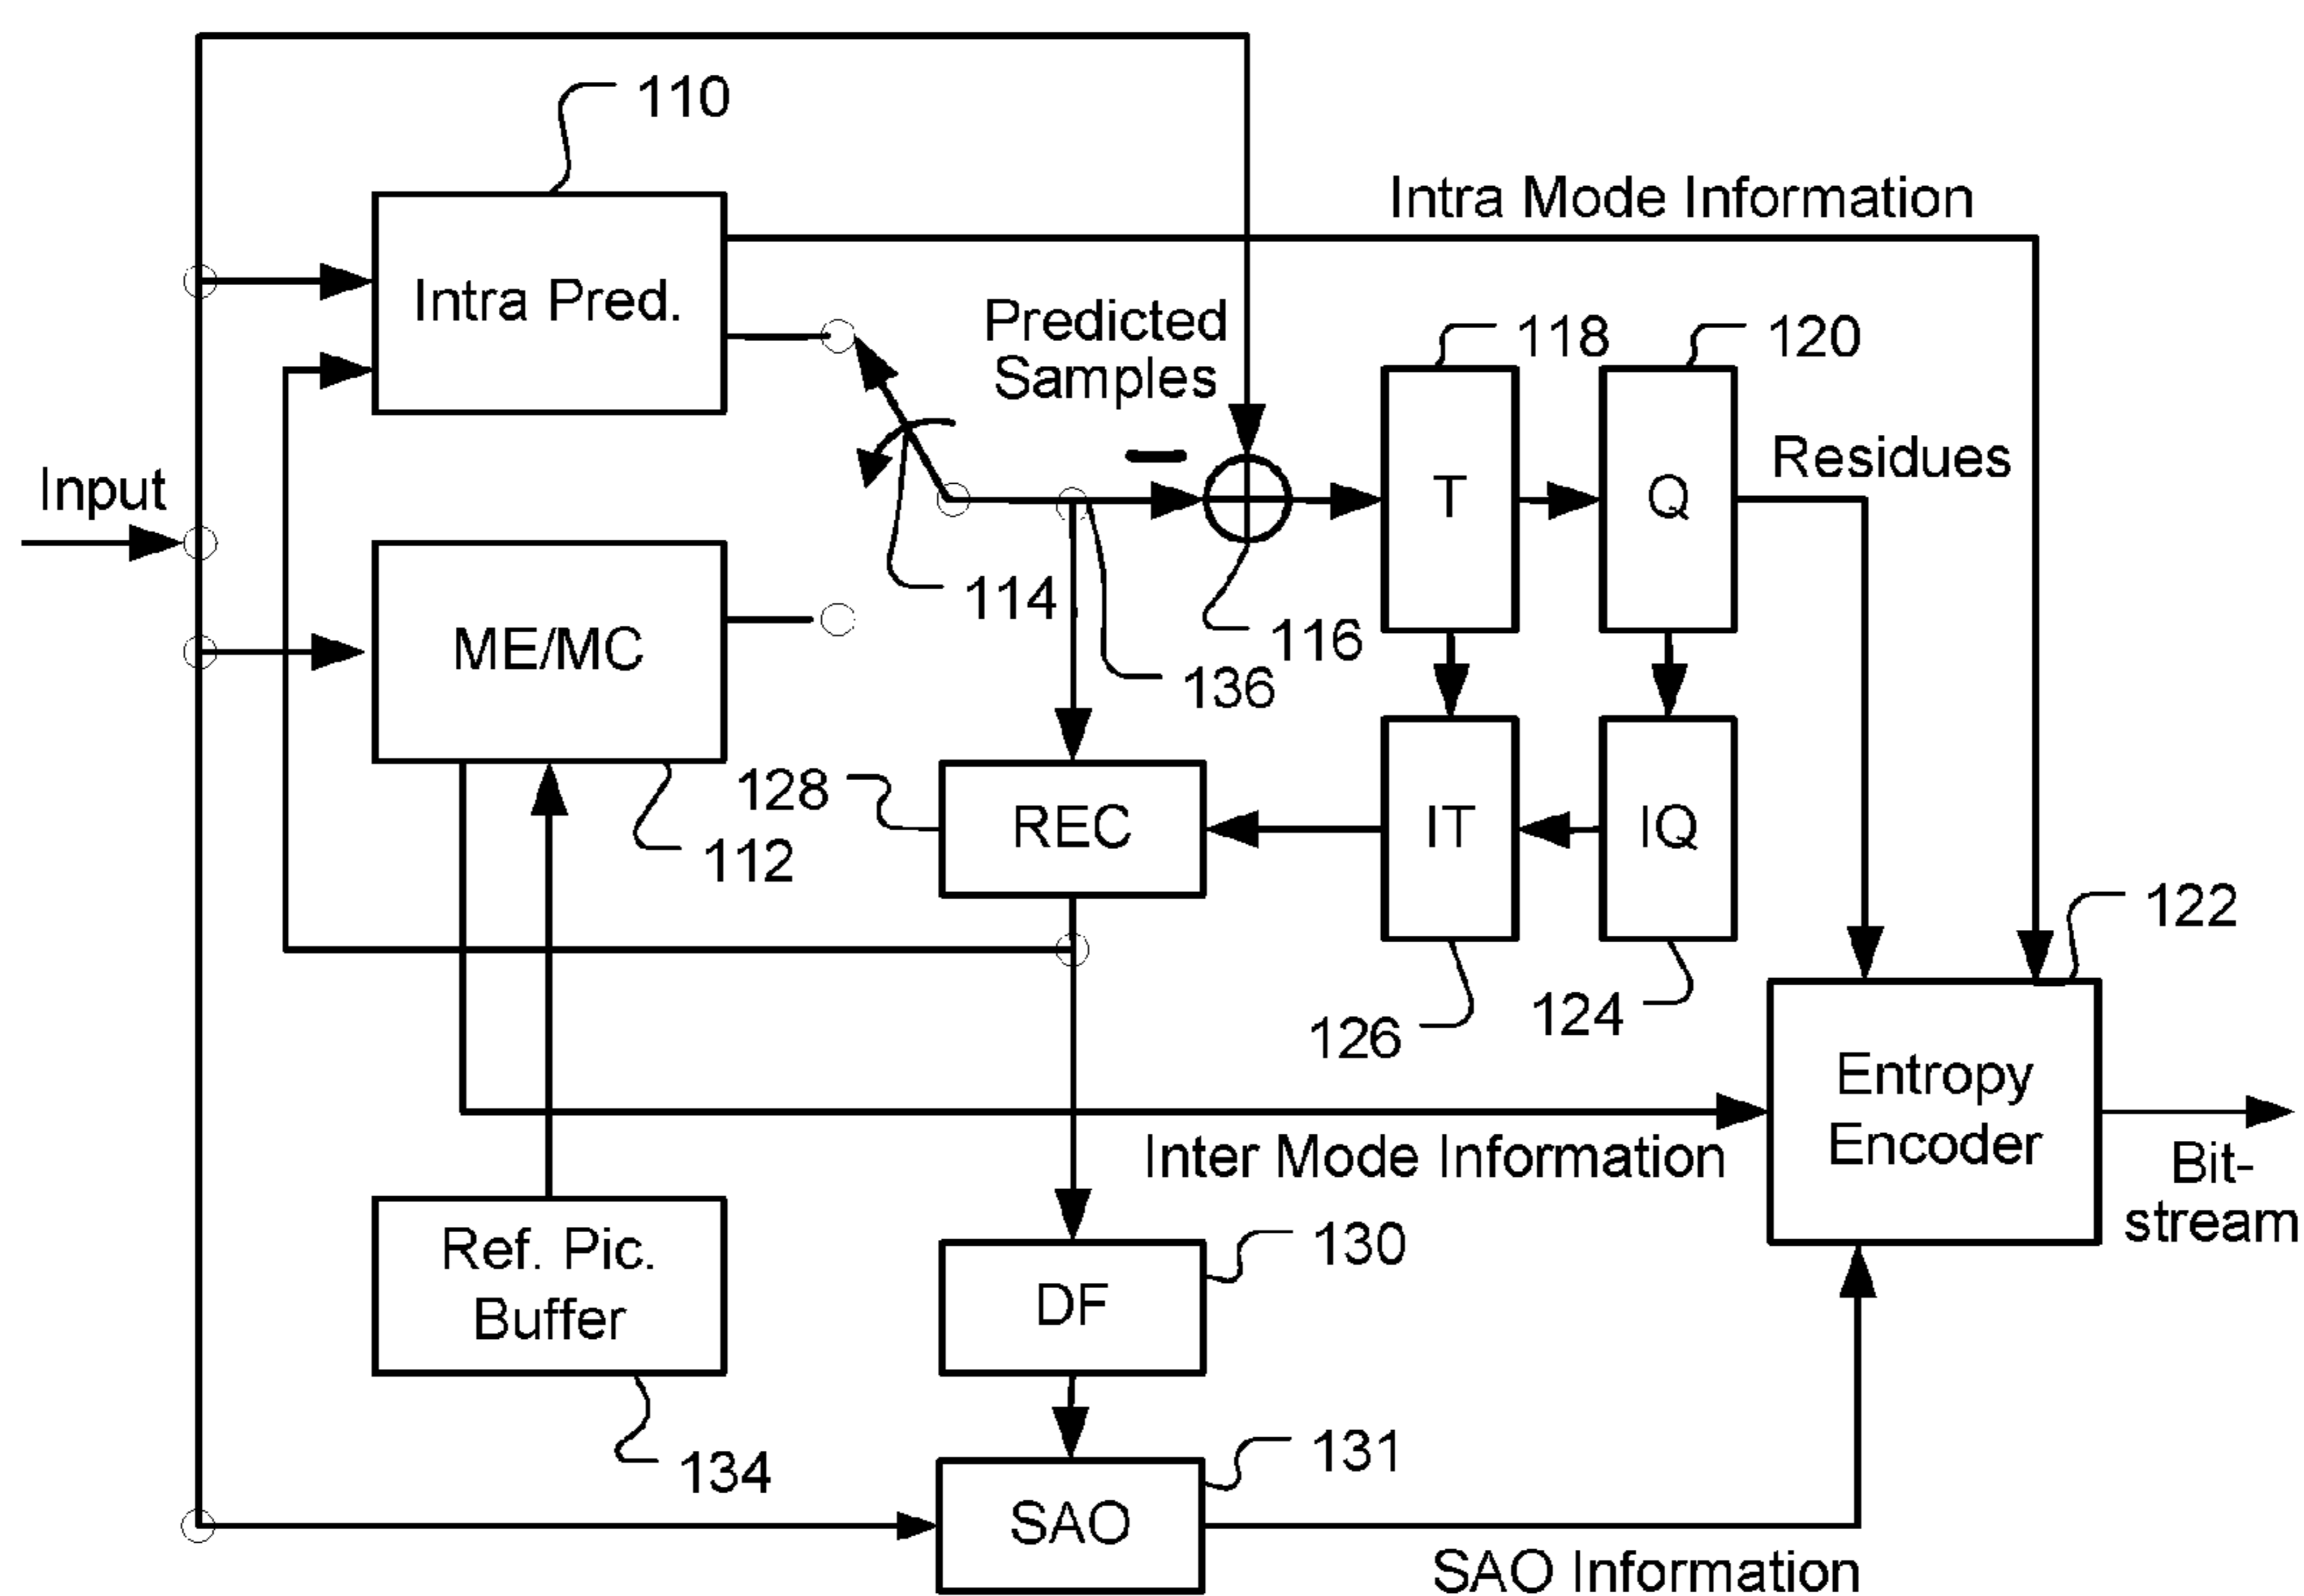 110
Intra Mode Information
Intra Pred.
Predicted
Samples
118
120
Input
T
Q
Residues
114
116
ME/MC
136
128
REC
IT
IQ
112
122
126
124
Entropy
Encoder
Inter Mode Information
Bit-
stream
Ref. Pic.
Buffer
130
DF
134
131
SAO
SAO Information